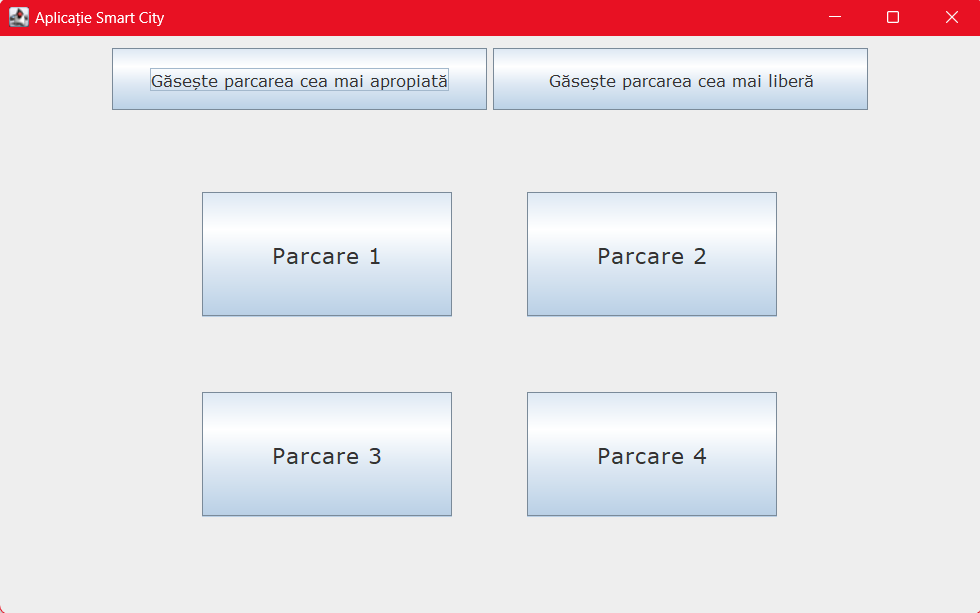 Aplicație Smart City
Găsește parcarea cea mai apropiată
Găsește parcarea cea mai liberă
Parcare 1
Parcare 2
Parcare 3
Parcare 4